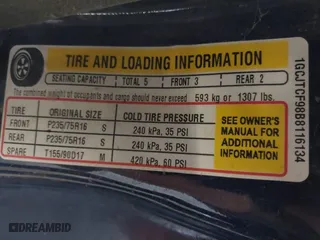 TIRE AND LOADING INFORMATION
SEATING CAPACITY TOTAL 5 FRONT 3 REAR 2
The combined weight of occupants and cargo should never exceed 593 kg or 1307 lbs.
TIRE ORIGINAL SIZE COLD TIRE PRESSURE
FRONT P235/75R16 S 240 kPa, 35 PSI
REAR P235/75R16 S 240 kPa, 35 PSI
SPARE T155/90D17 M 420 kPa, 60 PSI
SEE OWNER'S
MANUAL FOR
ADDITIONAL
INFORMATION
1GCJTCF98B8116134
DREAMBID